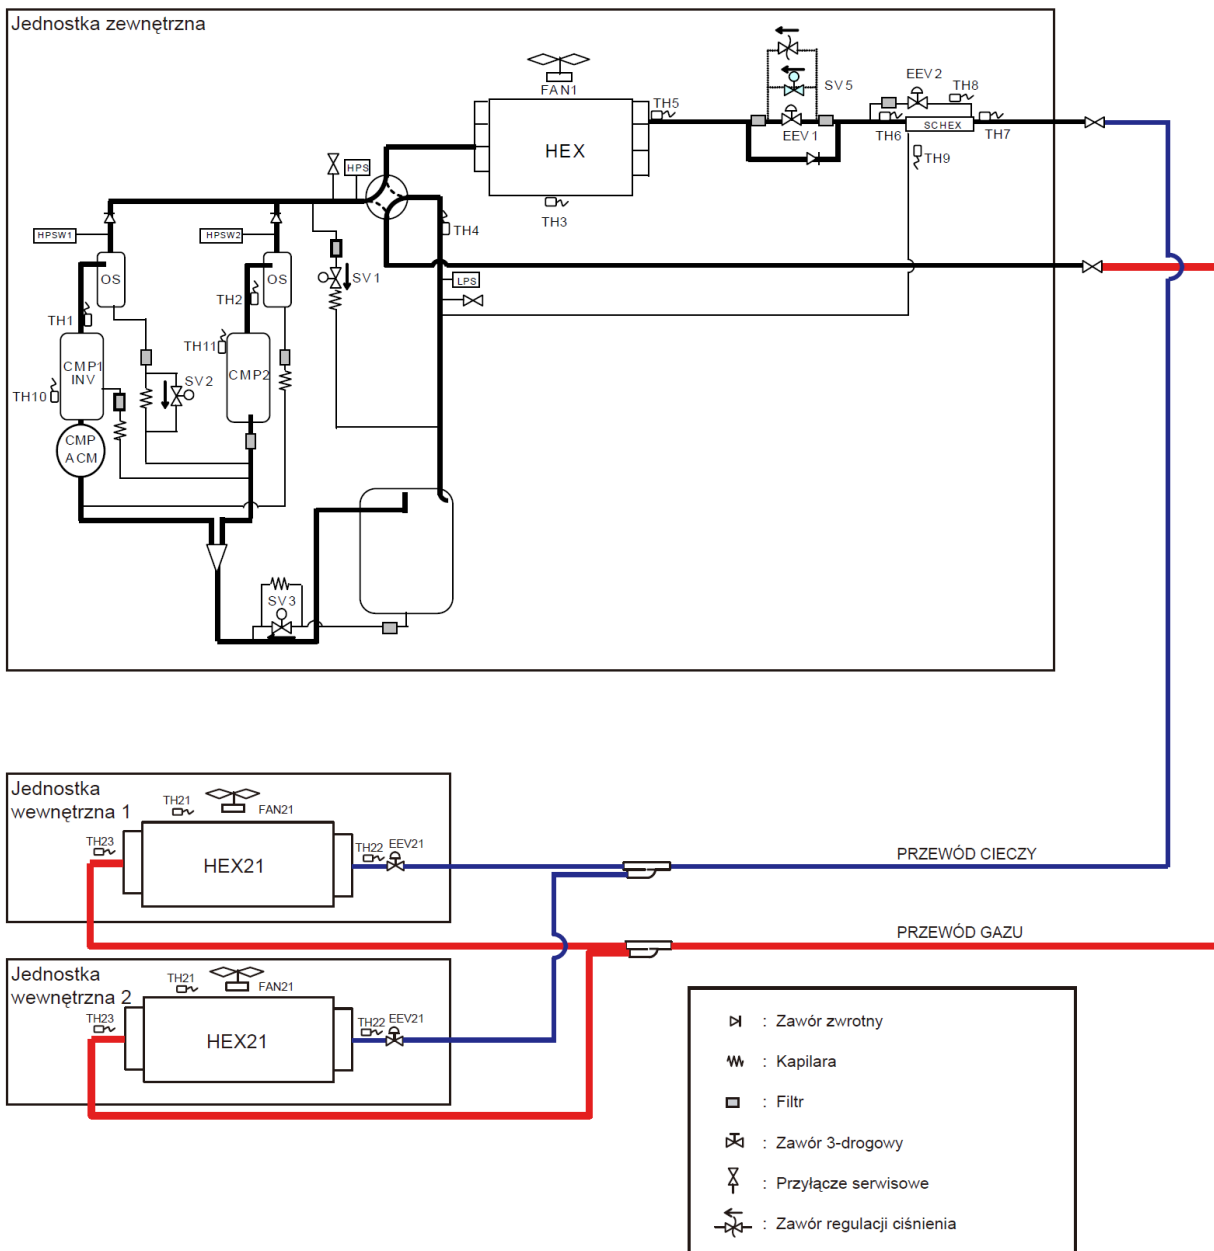 Jednostka zewnętrzna
FAN1
HEX
TH3
TH5
SV5
EEV1
EEV2
TH8
TH6
SCHEX
TH7
TH9
HPS
TH4
LPS
HPSW1
HPSW2
OS
OS
SV1
TH1
TH2
TH11
CMP1
INV
CMP2
SV2
TH10
CMP
ACM
SV3
Jednostka
wewnętrzna 1
TH21
FAN21
TH23
HEX21
TH22
EEV21
PRZEWÓD CIECZY
PRZEWÓD GAZU
Jednostka
wewnętrzna 2
TH21
FAN21
TH23
HEX21
TH22
EEV21
: Zawór zwrotny
: Kapilara
: Filtr
: Zawór 3-drogowy
: Przyłącze serwisowe
: Zawór regulacji ciśnienia